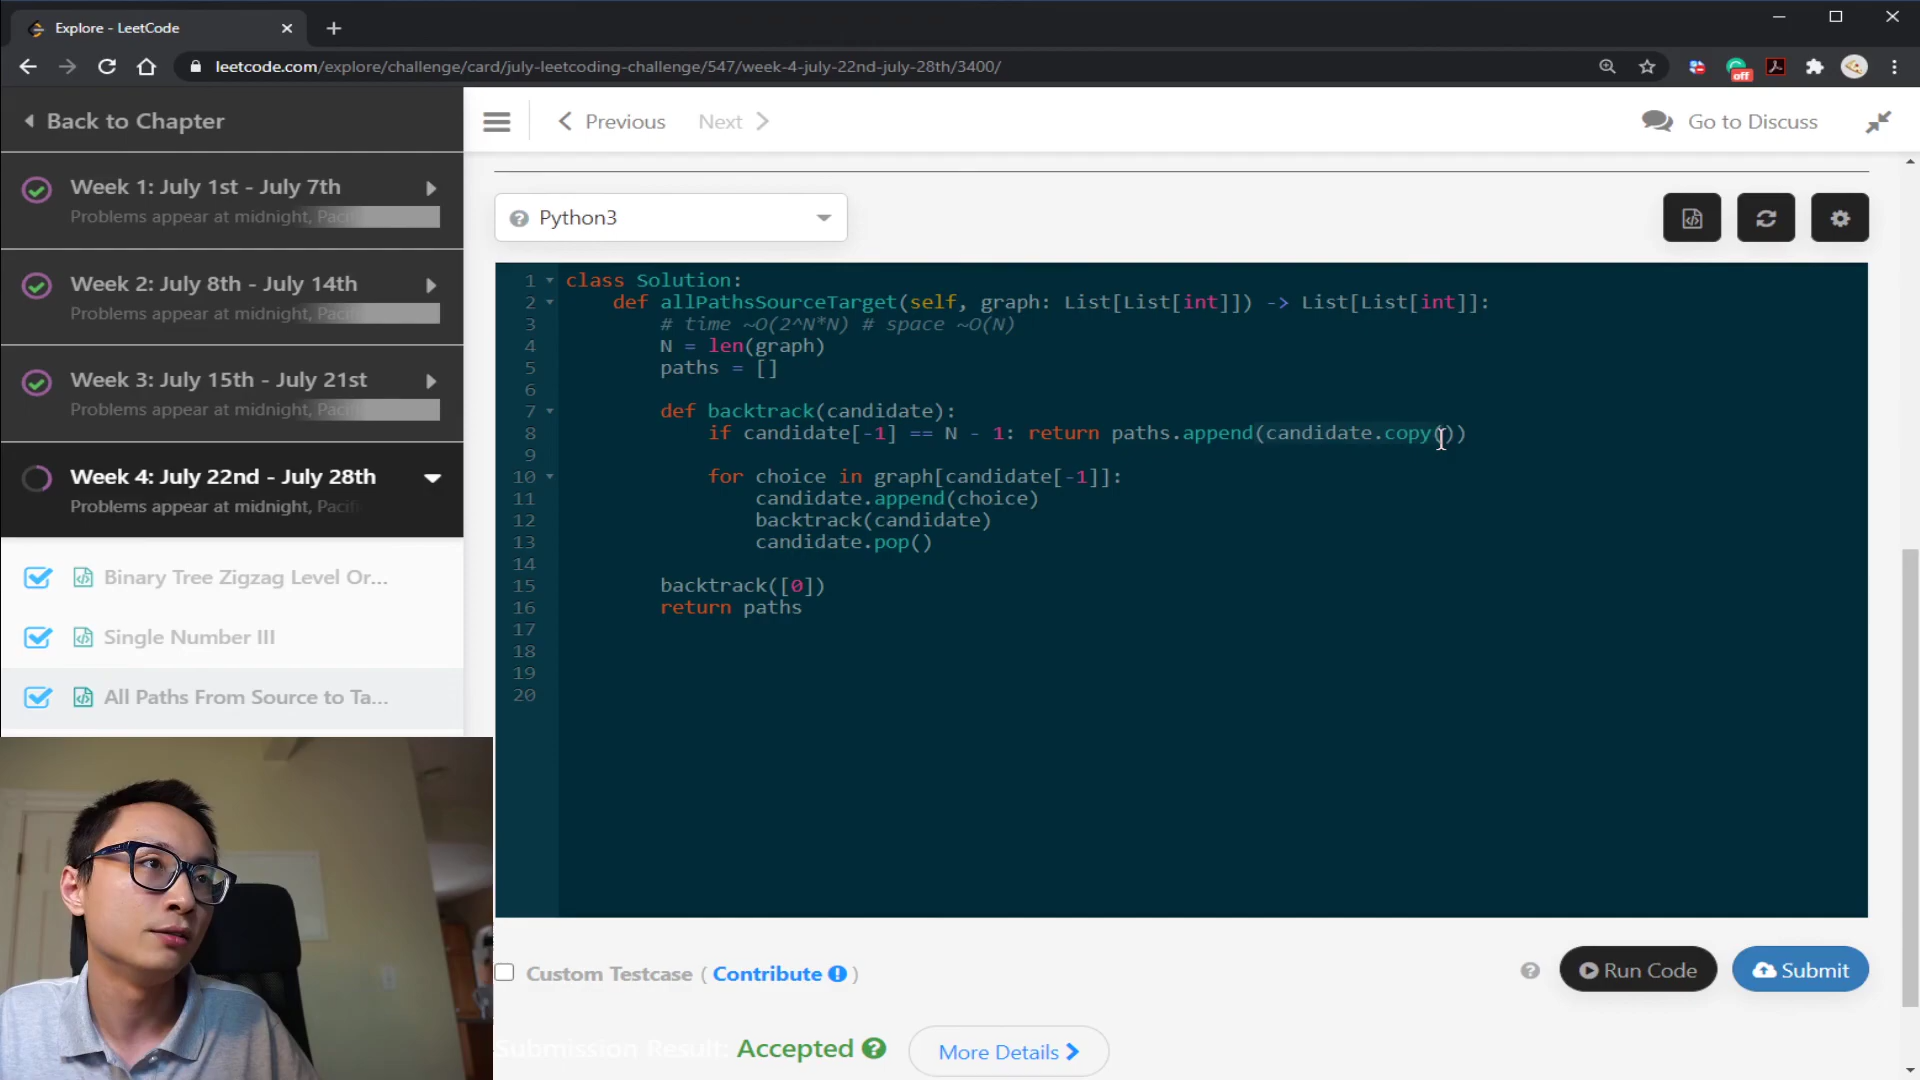 Explore - LeetCode
leetcode.com/explore/challenge/card/july-leetcoding-challenge/547/week-4-july-22nd-july-28th/3400/
off
Back to Chapter
Previous
Next
Go to Discuss
Week 1: July 1st - July 7th
Problems appear at midnight, Pacifi
Week 2: July 8th - July 14th
Problems appear at midnight, Pacifi
Week 3: July 15th - July 21st
Problems appear at midnight, Pacifi
Week 4: July 22nd - July 28th
Problems appear at midnight, Pacifi
Binary Tree Zigzag Level Or...
Single Number III
All Paths From Source to Ta...
Python3
1 class Solution:
2 def allPathsSourceTarget(self, graph: List[List[int]]) -> List[List[int]]:
3 # time ~O(2^N*N) # space ~O(N)
4 N = len(graph)
5 paths = []
6
7 def backtrack(candidate):
8 if candidate[-1] == N - 1: return paths.append(candidate.copy())
9
10 for choice in graph[candidate[-1]]:
11 candidate.append(choice)
12 backtrack(candidate)
13 candidate.pop()
14
15 backtrack([0])
16 return paths
17
18
19
20
Custom Testcase ( Contribute )
Run Code
Submit
Submission Result: Accepted
More Details